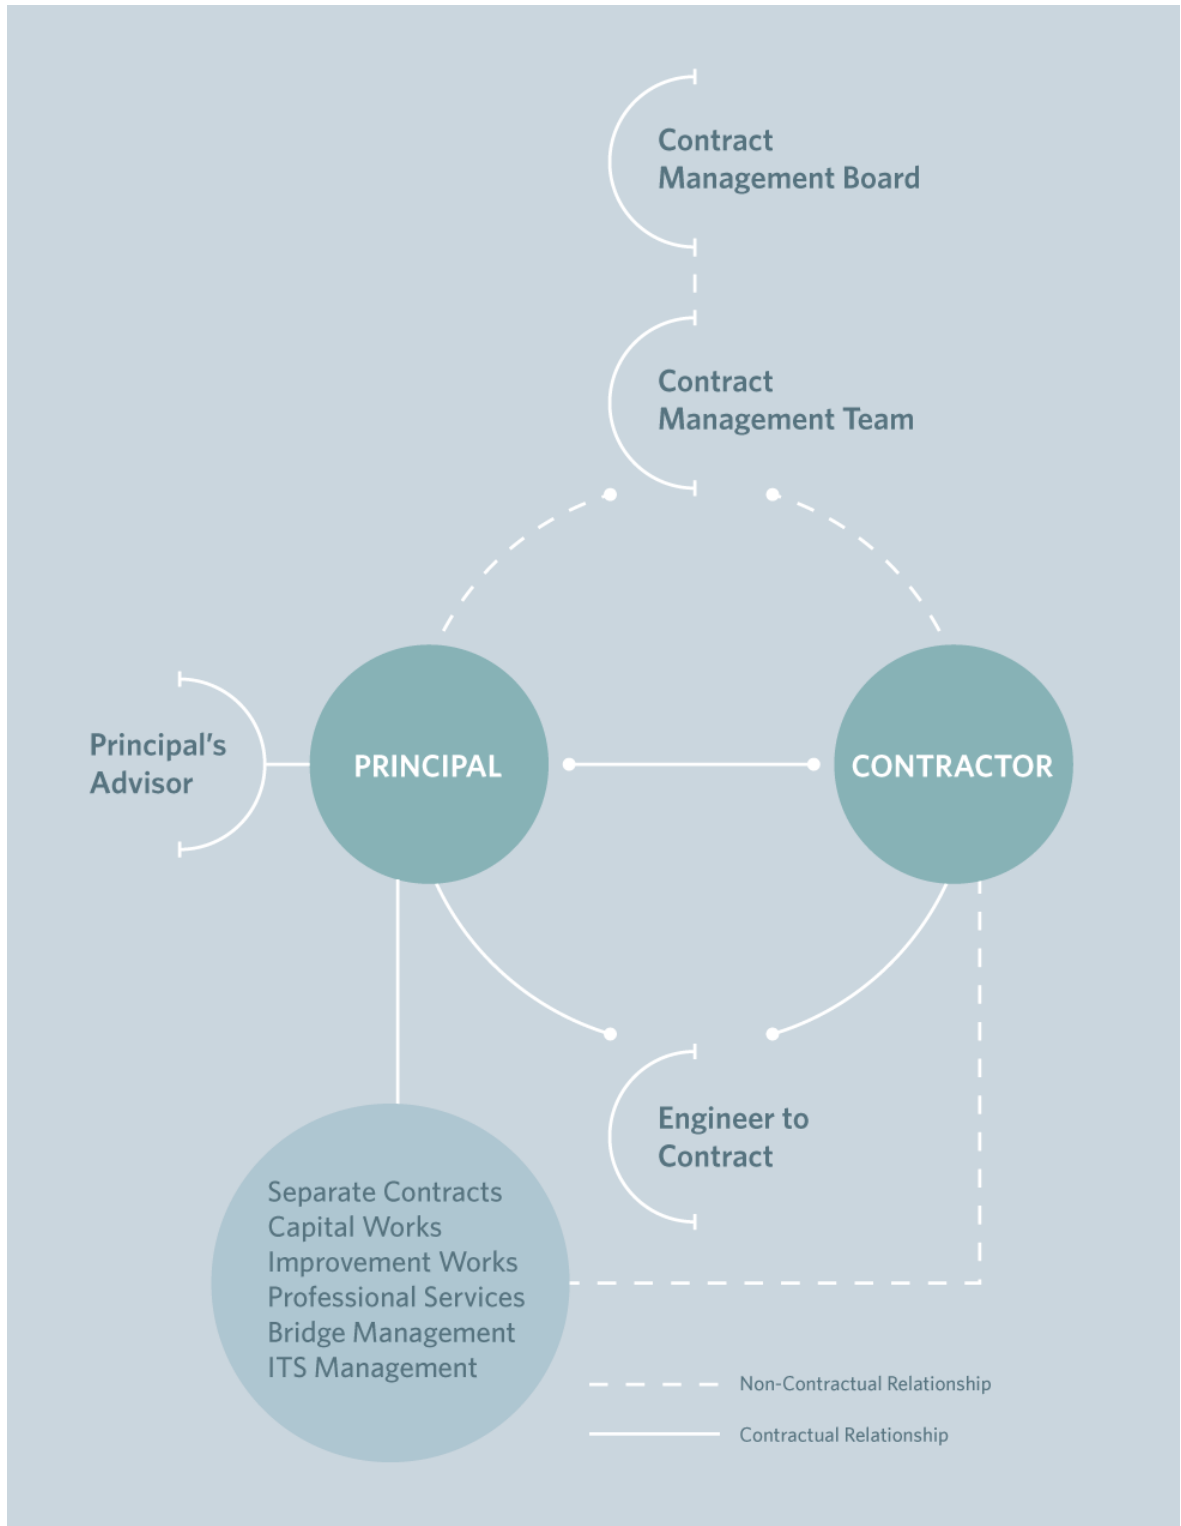 Contract
Management Board
Contract
Management Team
Principal’s
Advisor
PRINCIPAL
CONTRACTOR
Engineer to
Contract
Separate Contracts
Capital Works
Improvement Works
Professional Services
Bridge Management
ITS Management
Non-Contractual Relationship
Contractual Relationship